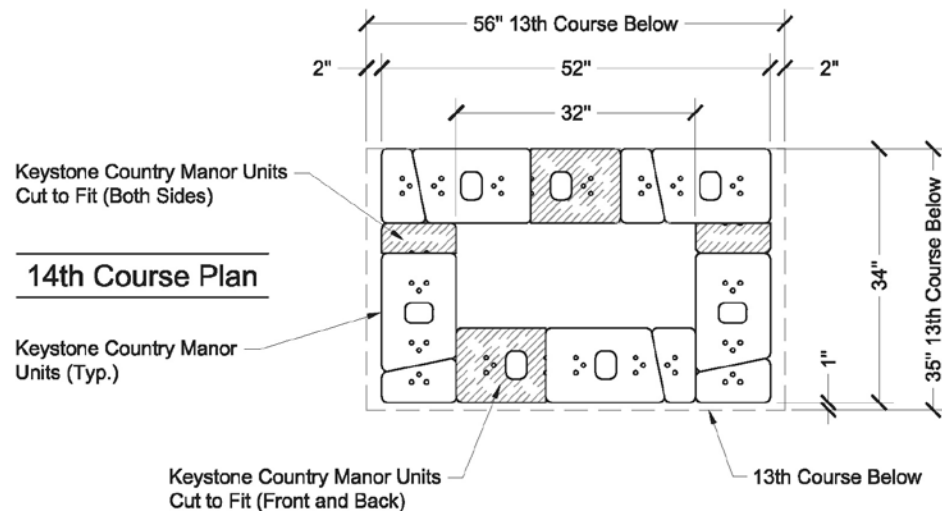 56" 13th Course Below
2"
52"
2"
32"
Keystone Country Manor Units
Cut to Fit (Both Sides)
14th Course Plan
Keystone Country Manor
Units (Typ.)
34"
1"
35" 13th Course Below
Keystone Country Manor Units
Cut to Fit (Front and Back)
13th Course Below